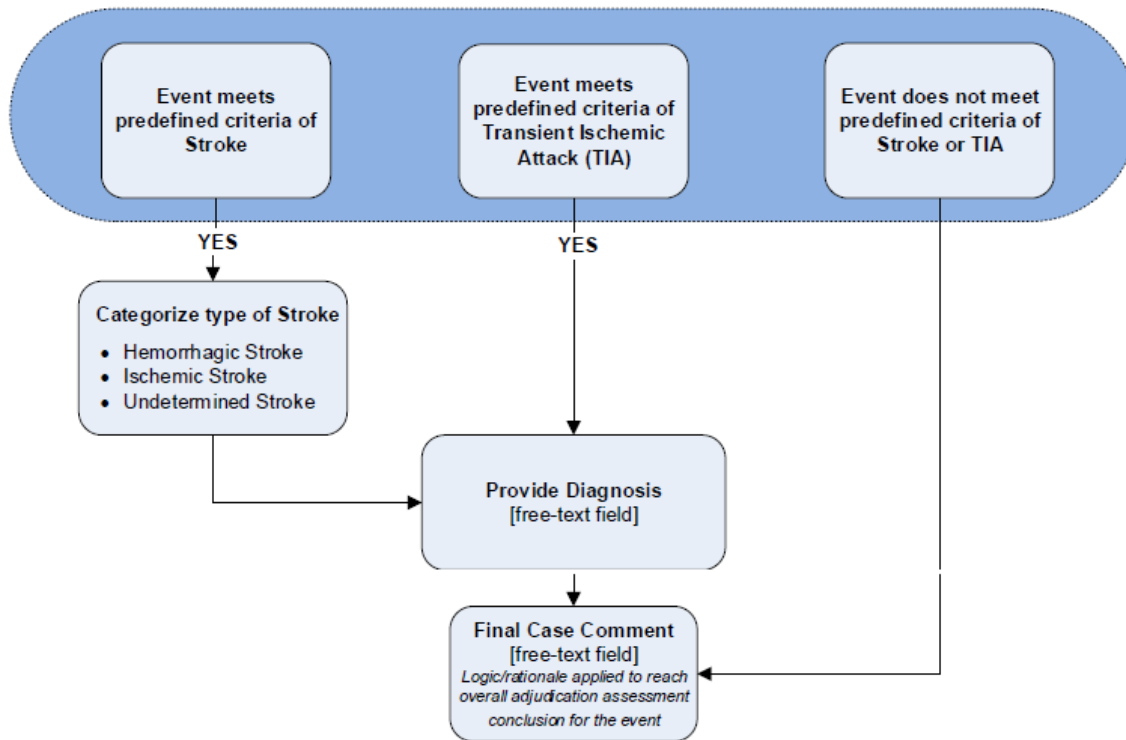 Event meets
predefined criteria of
Stroke
Event meets
predefined criteria of
Transient Ischemic
Attack (TIA)
Event does not meet
predefined criteria of
Stroke or TIA
YES
YES
Categorize type of Stroke
• Hemorrhagic Stroke
• Ischemic Stroke
• Undetermined Stroke
Provide Diagnosis
[free-text field]
Final Case Comment
[free-text field]
Logic/rationale applied to reach
overall adjudication assessment
conclusion for the event